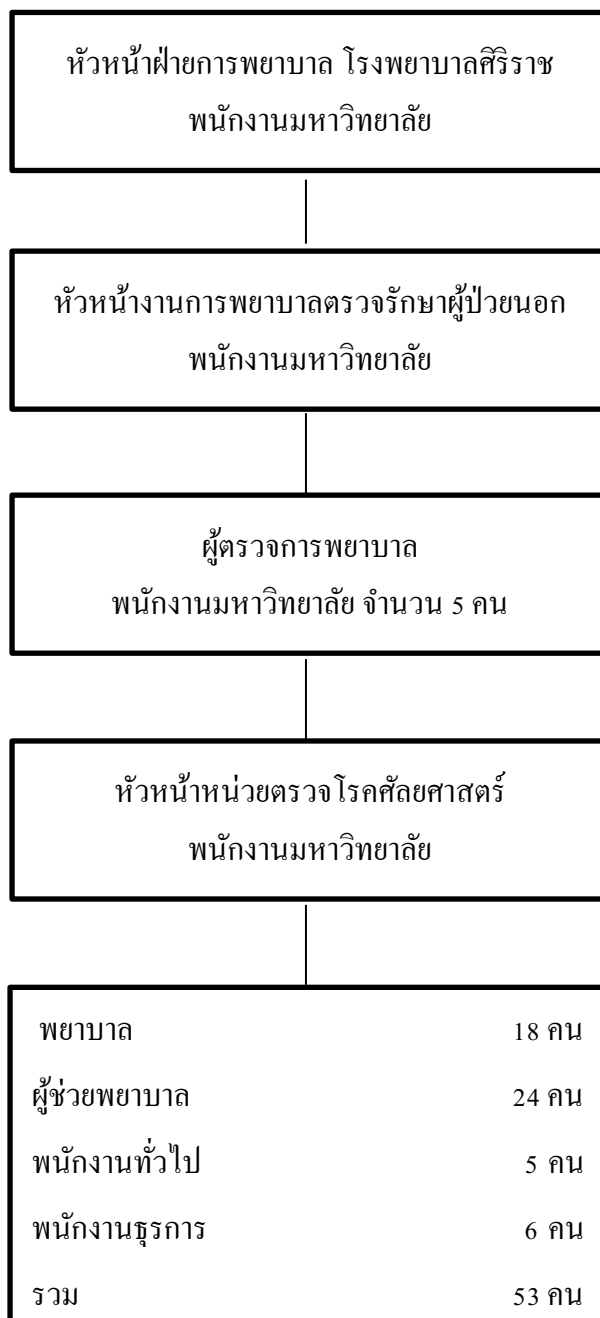 หัวหน้าฝ่ายการพยาบาล โรงพยาบาลศิริราช
พนักงานมหาวิทยาลัย
หัวหน้างานการพยาบาลตรวจรักษาผู้ป่วยนอก
พนักงานมหาวิทยาลัย
ผู้ตรวจการพยาบาล
พนักงานมหาวิทยาลัย จำนวน 5 คน
หัวหน้าหน่วยตรวจโรคศัลยศาสตร์
พนักงานมหาวิทยาลัย
พยาบาล 18 คน
ผู้ช่วยพยาบาล 24 คน
พนักงานทั่วไป 5 คน
พนักงานธุรการ 6 คน
รวม 53 คน